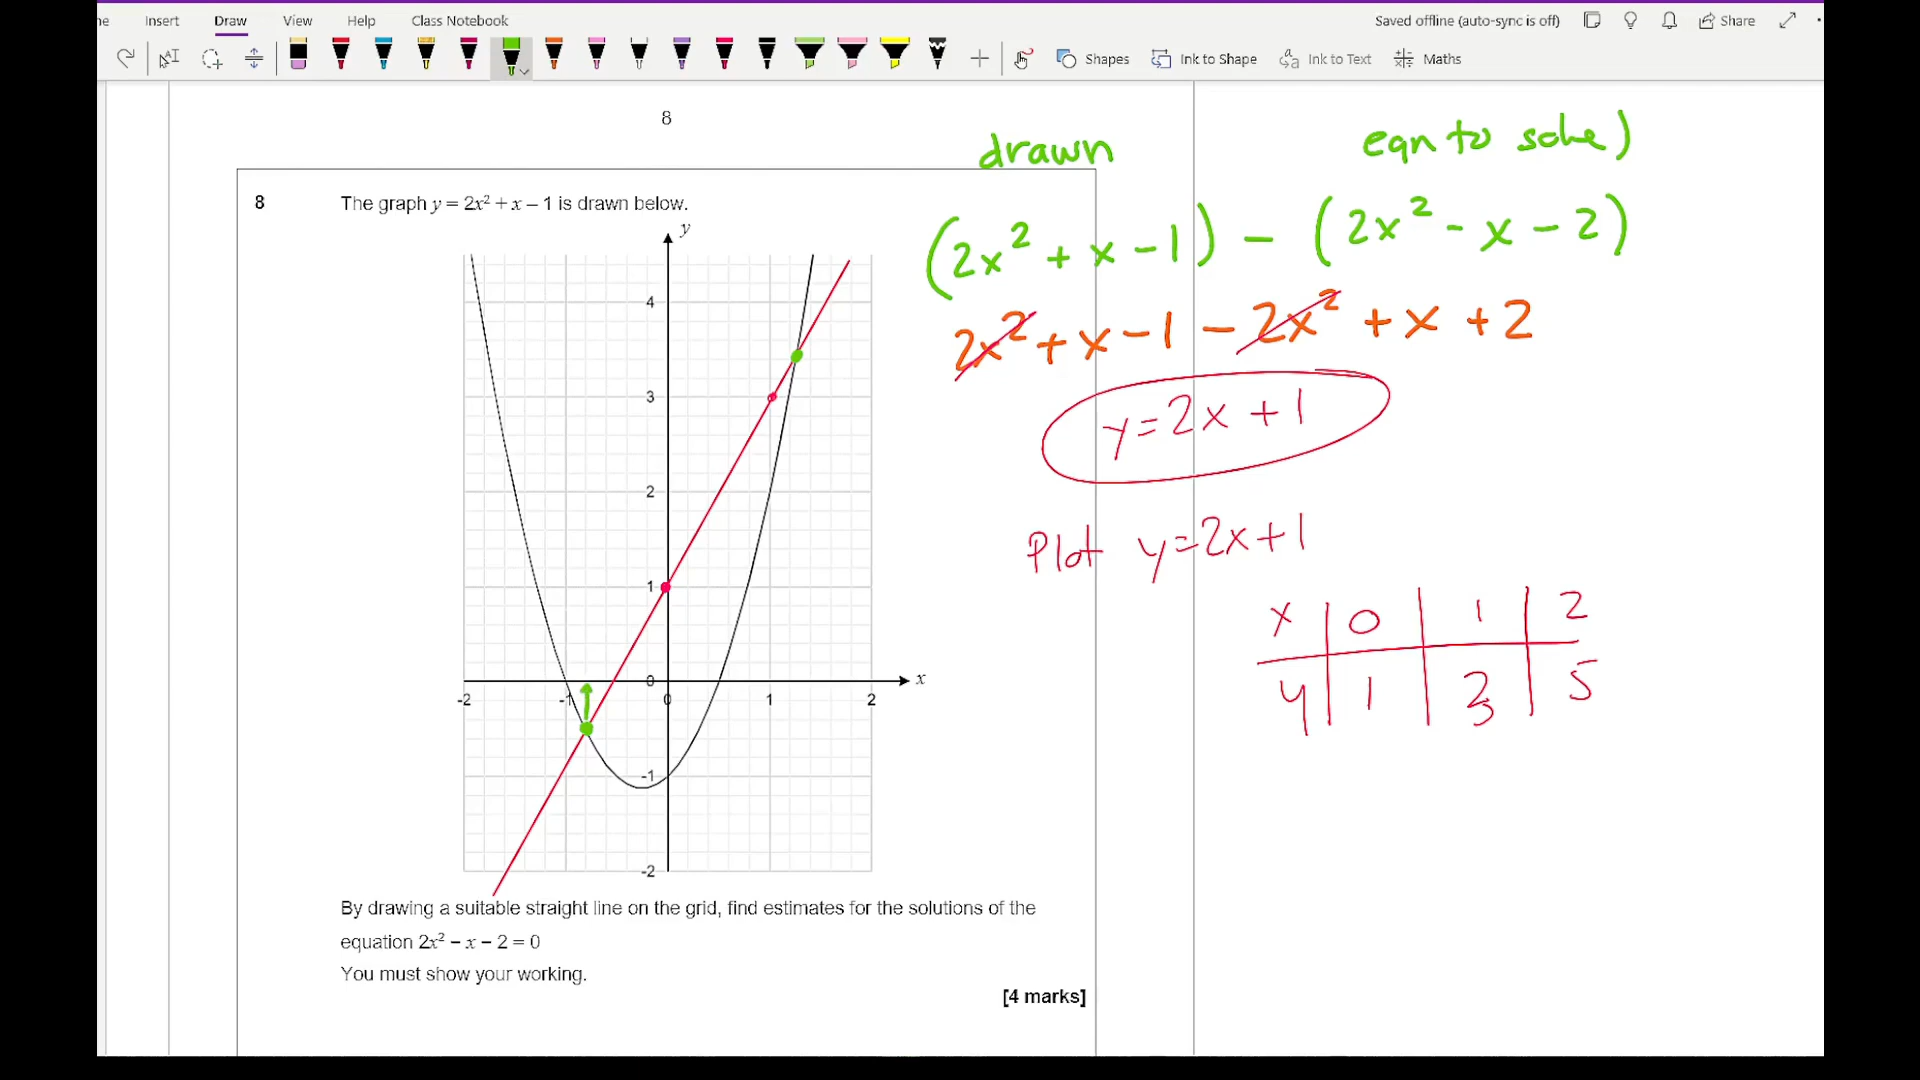 Insert Draw View Help Class Notebook
Saved offline (auto-sync is off) Share
Shapes Ink to Shape Ink to Text Maths
8
drawn
eqn to solve)
8 The graph y = 2x² + x – 1 is drawn below.
(2x² + x – 1) – (2x² – x – 2)
2x² + x – 1 – 2x² + x + 2
y = 2x + 1
Plot y = 2x + 1
x 0 1 2
y 1 3 5
y
4
3
2
1
0
x
-2 -1 0 1 2
-1
-2
By drawing a suitable straight line on the grid, find estimates for the solutions of the
equation 2x² – x – 2 = 0
You must show your working.
[4 marks]